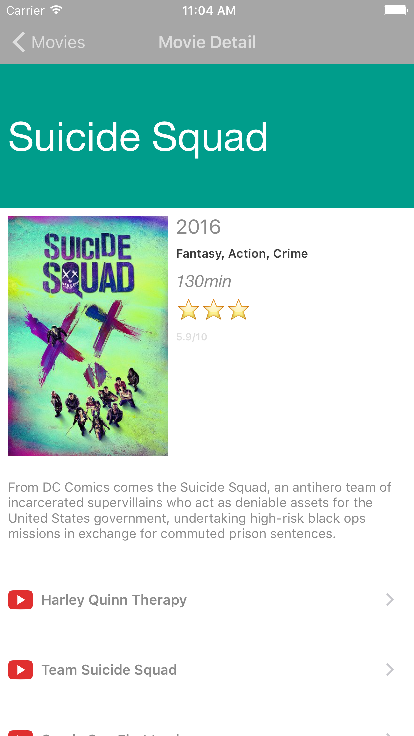 Carrier 11:04 AM
Movies Movie Detail
Suicide Squad
SUICIDE
SQUAD
2016
Fantasy, Action, Crime
130min
5.9/10
From DC Comics comes the Suicide Squad, an antihero team of
incarcerated supervillains who act as deniable assets for the
United States government, undertaking high-risk black ops
missions in exchange for commuted prison sentences.
Harley Quinn Therapy
Team Suicide Squad